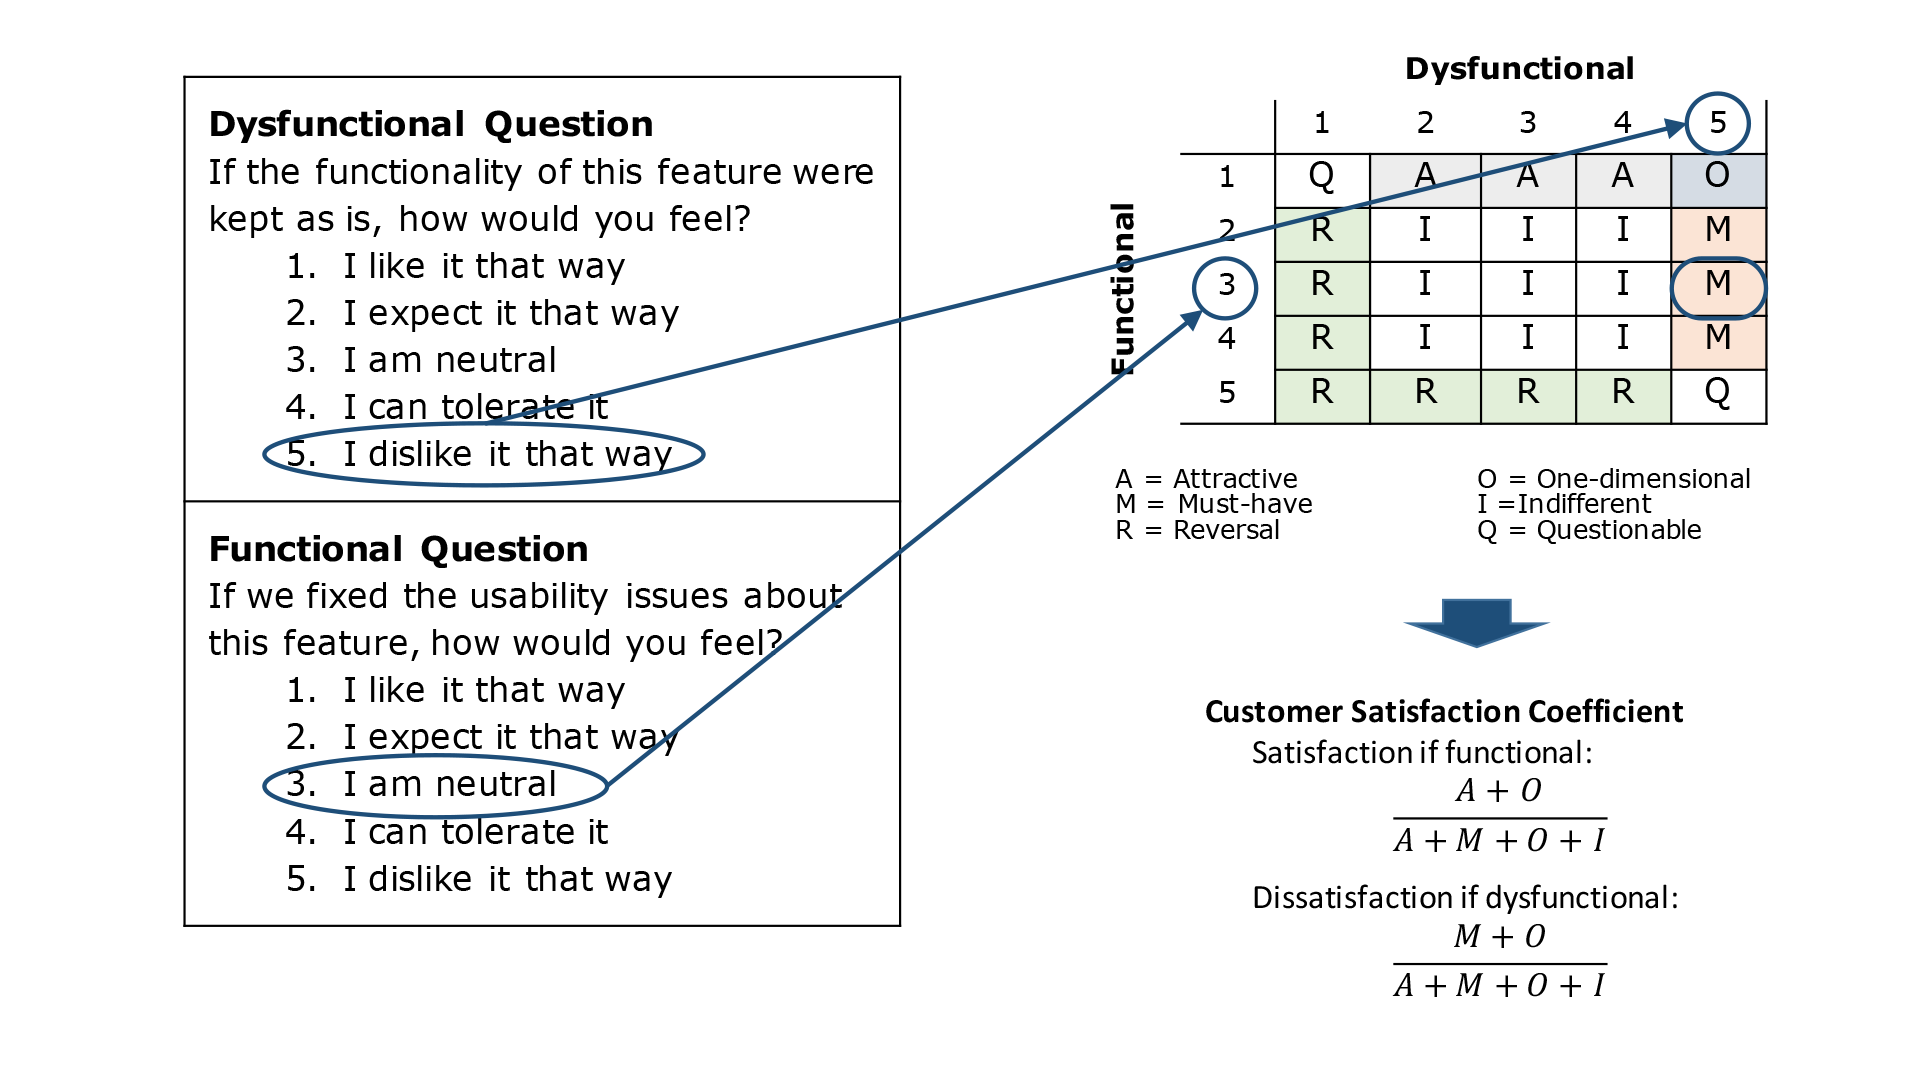 Dysfunctional Question
If the functionality of this feature were
kept as is, how would you feel?
1. I like it that way
2. I expect it that way
3. I am neutral
4. I can tolerate it
5. I dislike it that way
Functional Question
If we fixed the usability issues about
this feature, how would you feel?
1. I like it that way
2. I expect it that way
3. I am neutral
4. I can tolerate it
5. I dislike it that way
Dysfunctional
1 2 3 4 5
Functional
1 Q A A A O
2 R I I I M
3 R I I I M
4 R I I I M
5 R R R R Q
A = Attractive O = One-dimensional
M = Must-have I =Indifferent
R = Reversal Q = Questionable
Customer Satisfaction Coefficient
Satisfaction if functional:
A + O
A + M + O + I
Dissatisfaction if dysfunctional:
M + O
A + M + O + I